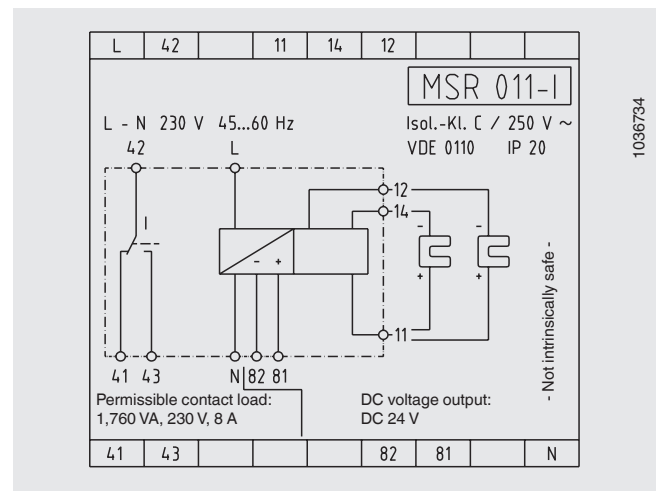 L 42 11 14 12
MSR 011-I
L - N 230 V 45...60 Hz
Isol.-Kl. C / 250 V ~
VDE 0110 IP 20
42 L
12
14
I
- -
- +
+ +
11
41 43 N 82 81
Permissible contact load:
1,760 VA, 230 V, 8 A
DC voltage output:
DC 24 V
- Not intrinsically safe -
41 43 82 81 N
1036734